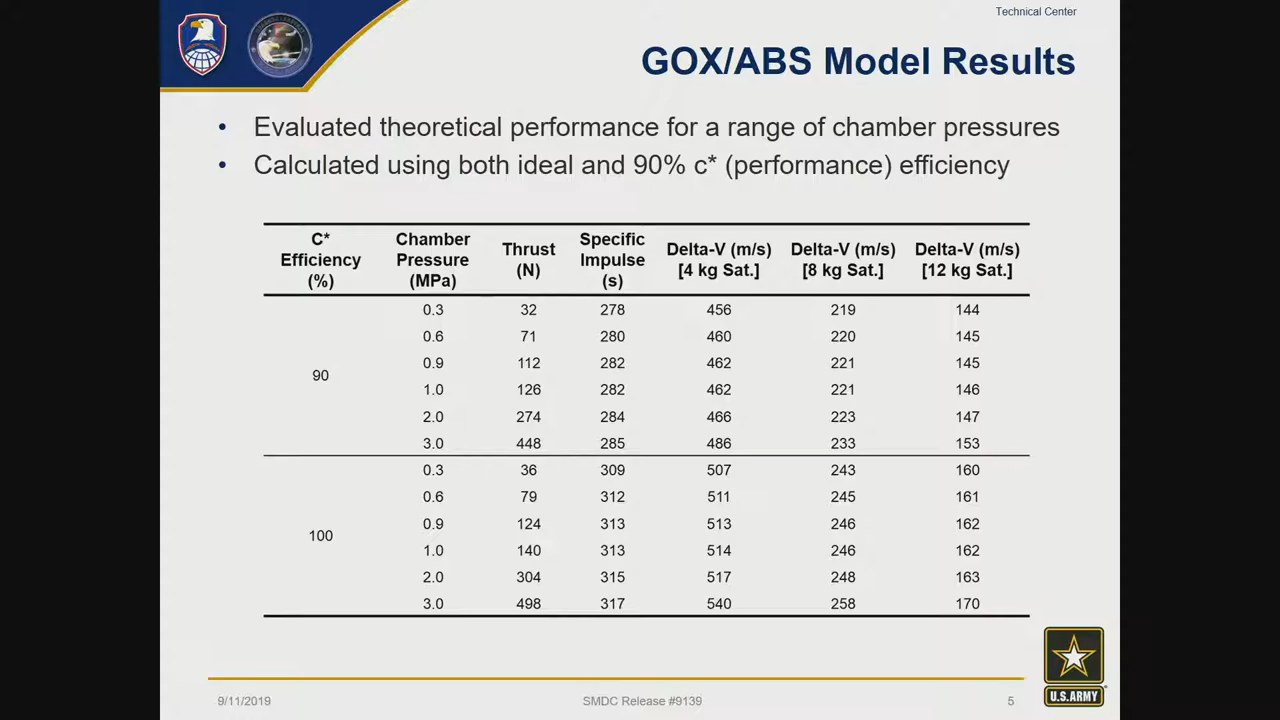 Technical Center
GOX/ABS Model Results
• Evaluated theoretical performance for a range of chamber pressures
• Calculated using both ideal and 90% c* (performance) efficiency
C* Efficiency (%) Chamber Pressure (MPa) Thrust (N) Specific Impulse (s) Delta-V (m/s) [4 kg Sat.] Delta-V (m/s) [8 kg Sat.] Delta-V (m/s) [12 kg Sat.]
90
0.3 32 278 456 219 144
0.6 71 280 460 220 145
0.9 112 282 462 221 145
1.0 126 282 462 221 146
2.0 274 284 466 223 147
3.0 448 285 486 233 153
100
0.3 36 309 507 243 160
0.6 79 312 511 245 161
0.9 124 313 513 246 162
1.0 140 313 514 246 162
2.0 304 315 517 248 163
3.0 498 317 540 258 170
U.S.ARMY
9/11/2019 SMDC Release #9139 5